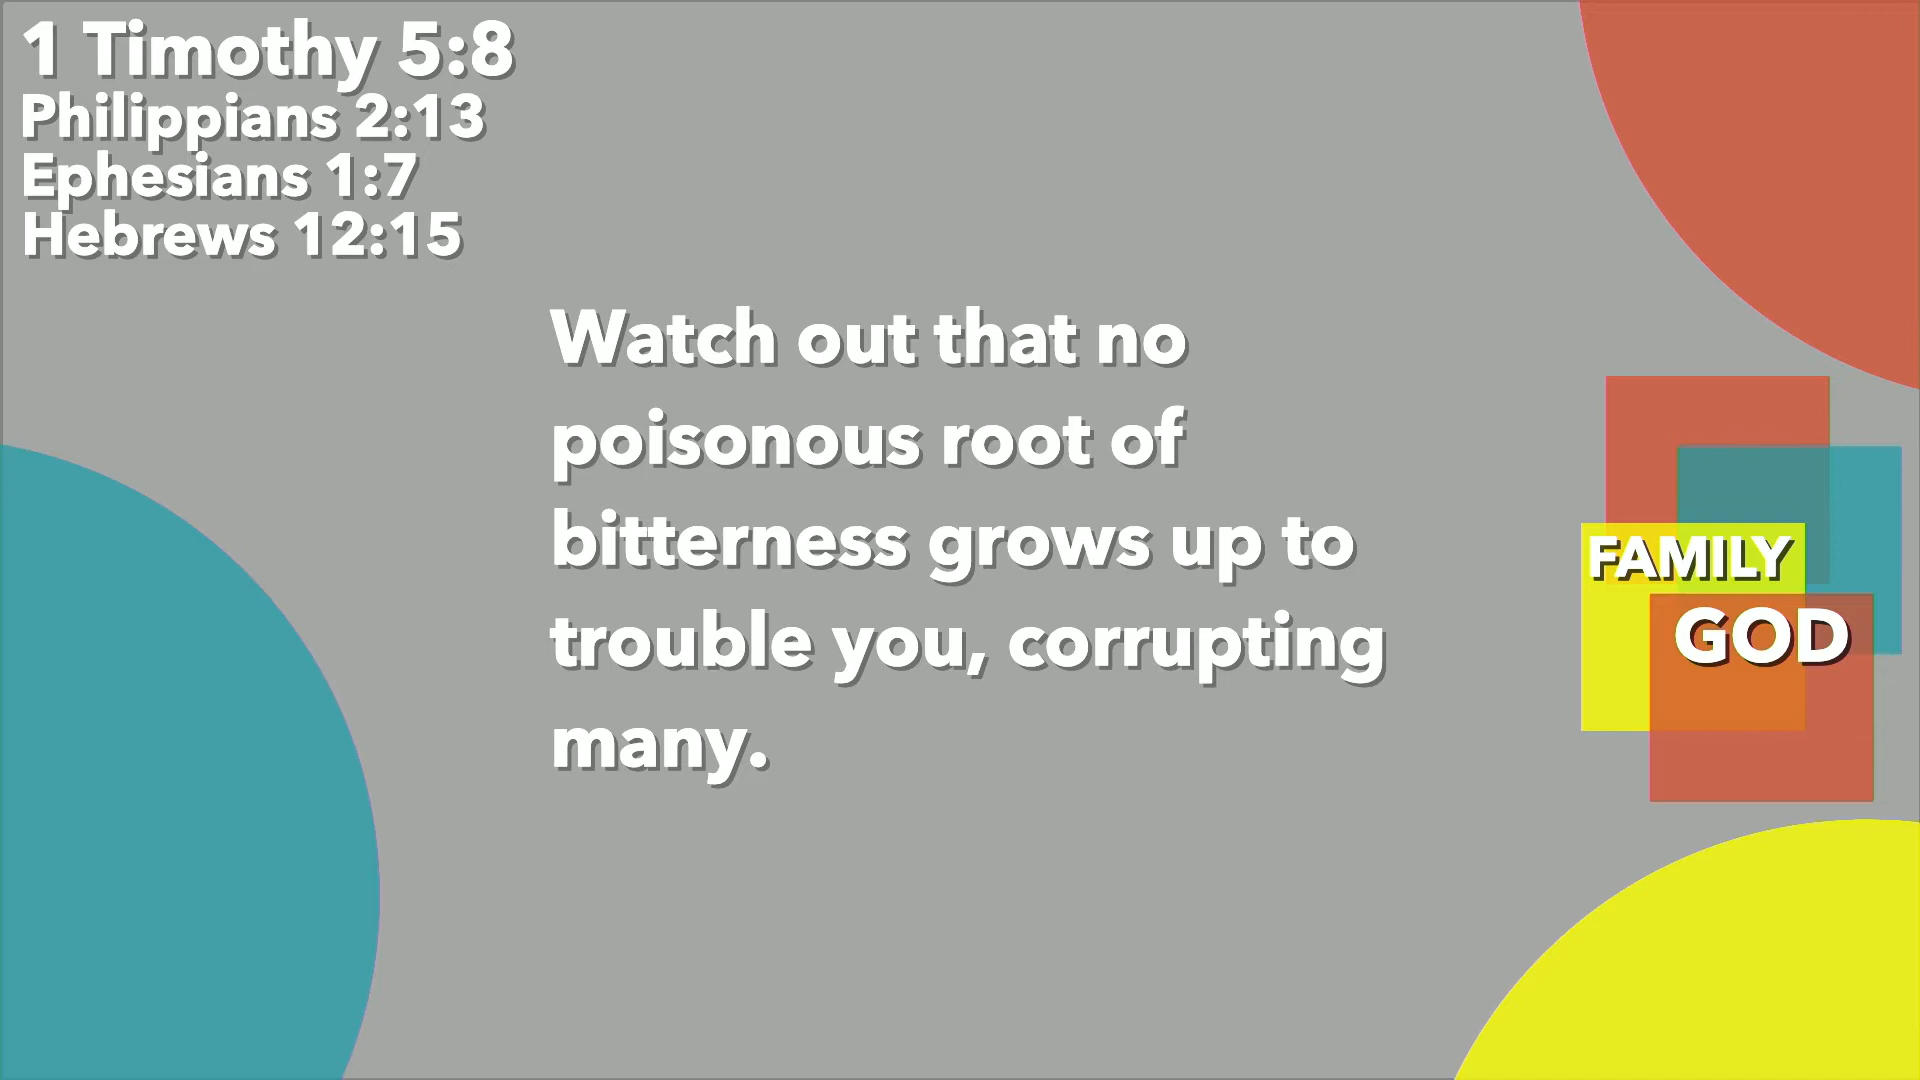 1 Timothy 5:8
Philippians 2:13
Ephesians 1:7
Hebrews 12:15
Watch out that no
poisonous root of
bitterness grows up to
trouble you, corrupting
many.
FAMILY
GOD